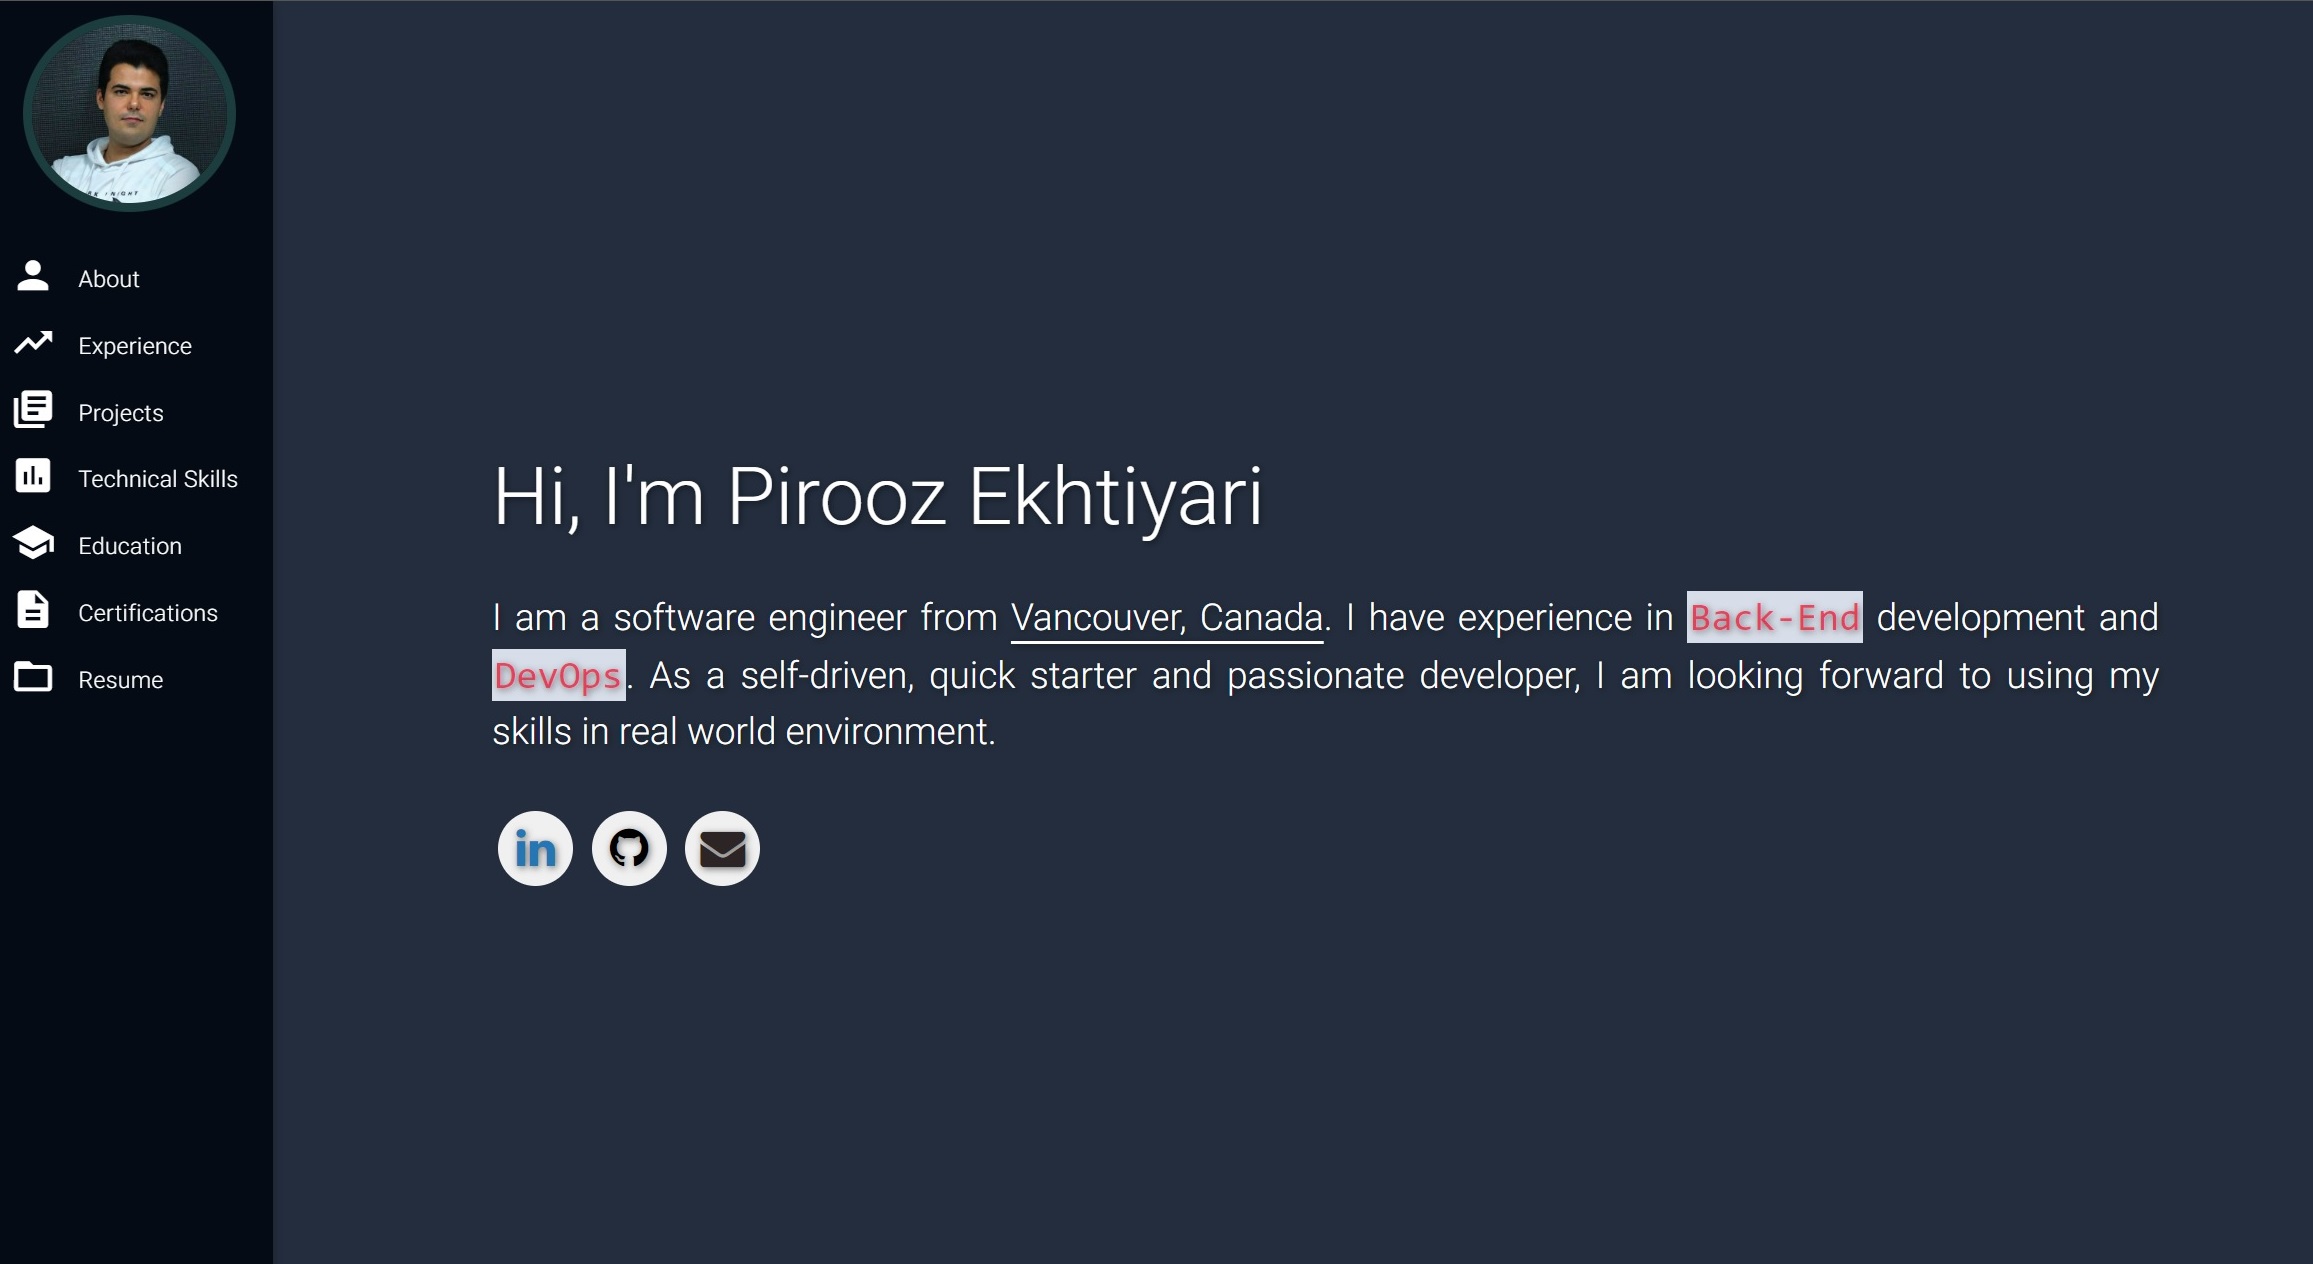 About
Experience
Projects
Technical Skills
Education
Certifications
Resume
Hi, I'm Pirooz Ekhtiyari
I am a software engineer from Vancouver, Canada. I have experience in Back-End development and
DevOps. As a self-driven, quick starter and passionate developer, I am looking forward to using my
skills in real world environment.
in